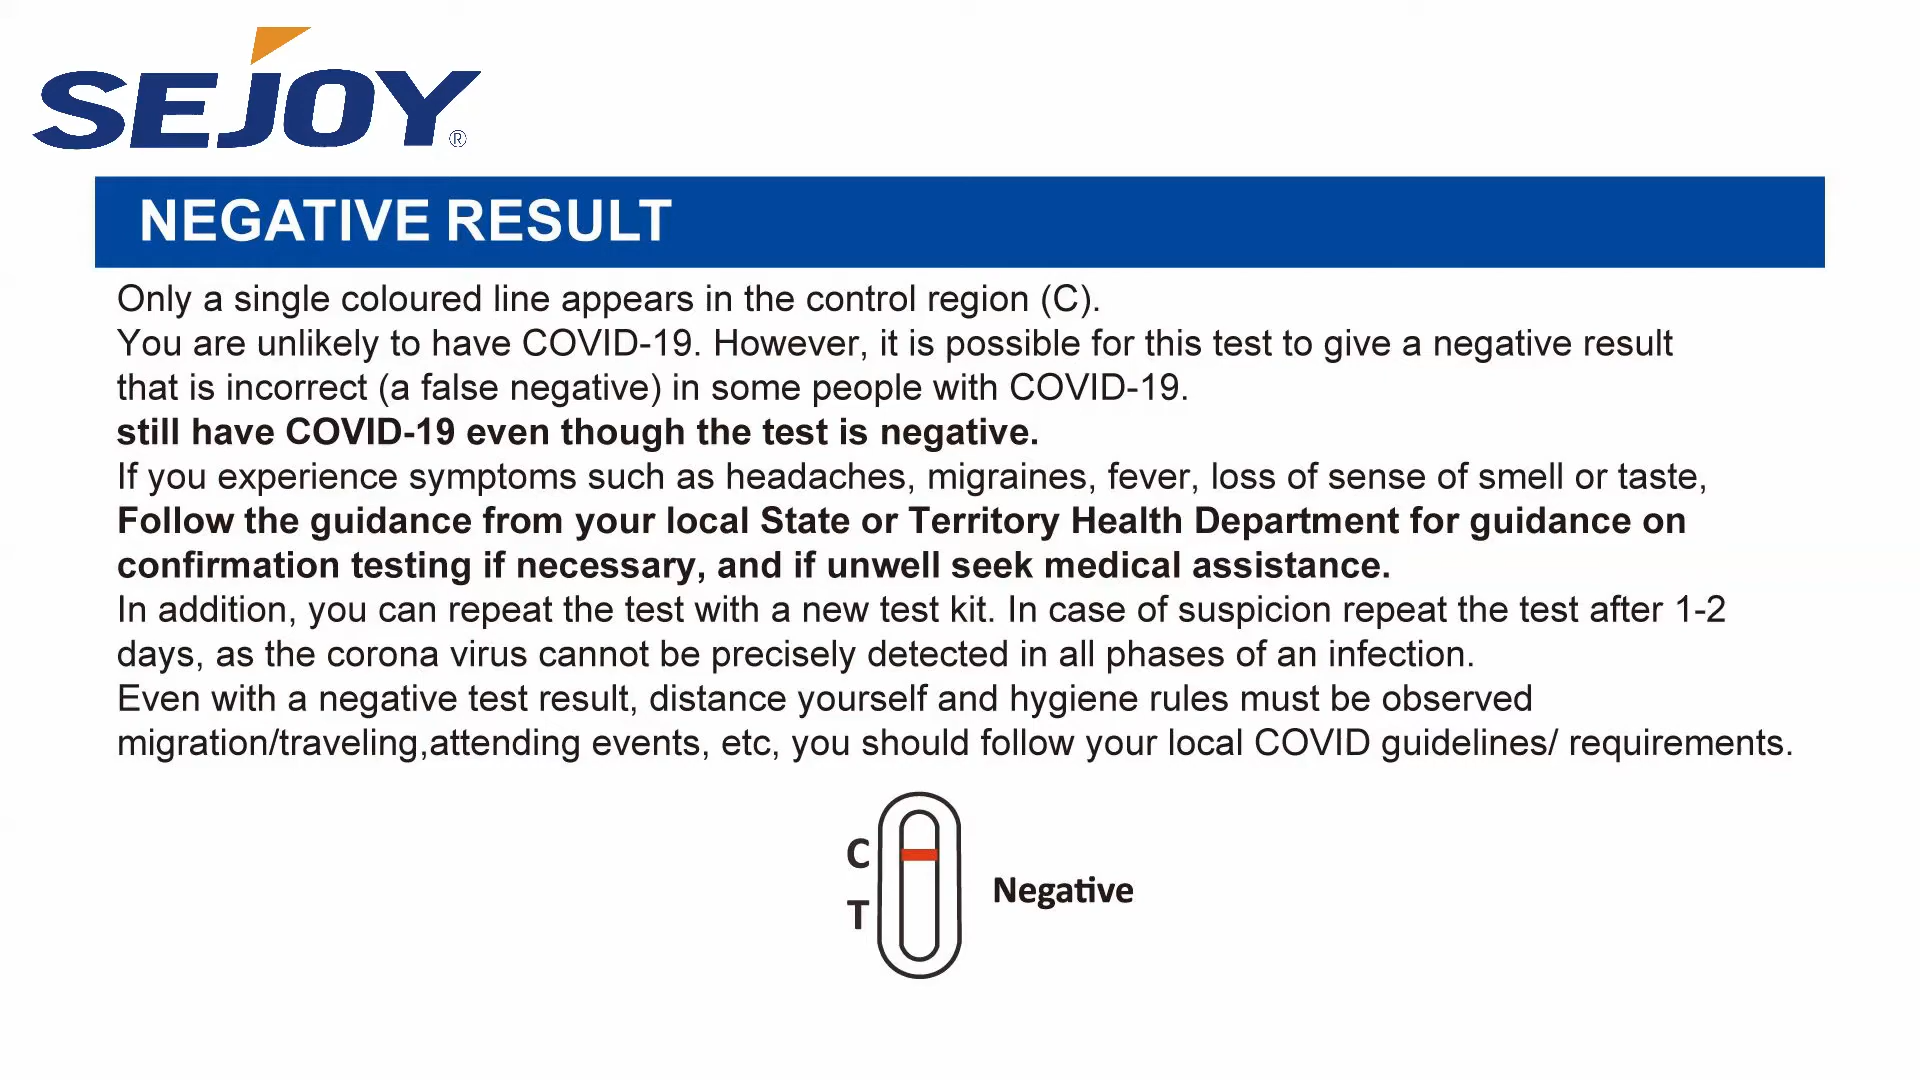 SEJOY®
NEGATIVE RESULT
Only a single coloured line appears in the control region (C).
You are unlikely to have COVID-19. However, it is possible for this test to give a negative result
that is incorrect (a false negative) in some people with COVID-19.
still have COVID-19 even though the test is negative.
If you experience symptoms such as headaches, migraines, fever, loss of sense of smell or taste,
Follow the guidance from your local State or Territory Health Department for guidance on
confirmation testing if necessary, and if unwell seek medical assistance.
In addition, you can repeat the test with a new test kit. In case of suspicion repeat the test after 1-2
days, as the corona virus cannot be precisely detected in all phases of an infection.
Even with a negative test result, distance yourself and hygiene rules must be observed
migration/traveling,attending events, etc, you should follow your local COVID guidelines/ requirements.
C
T
Negative